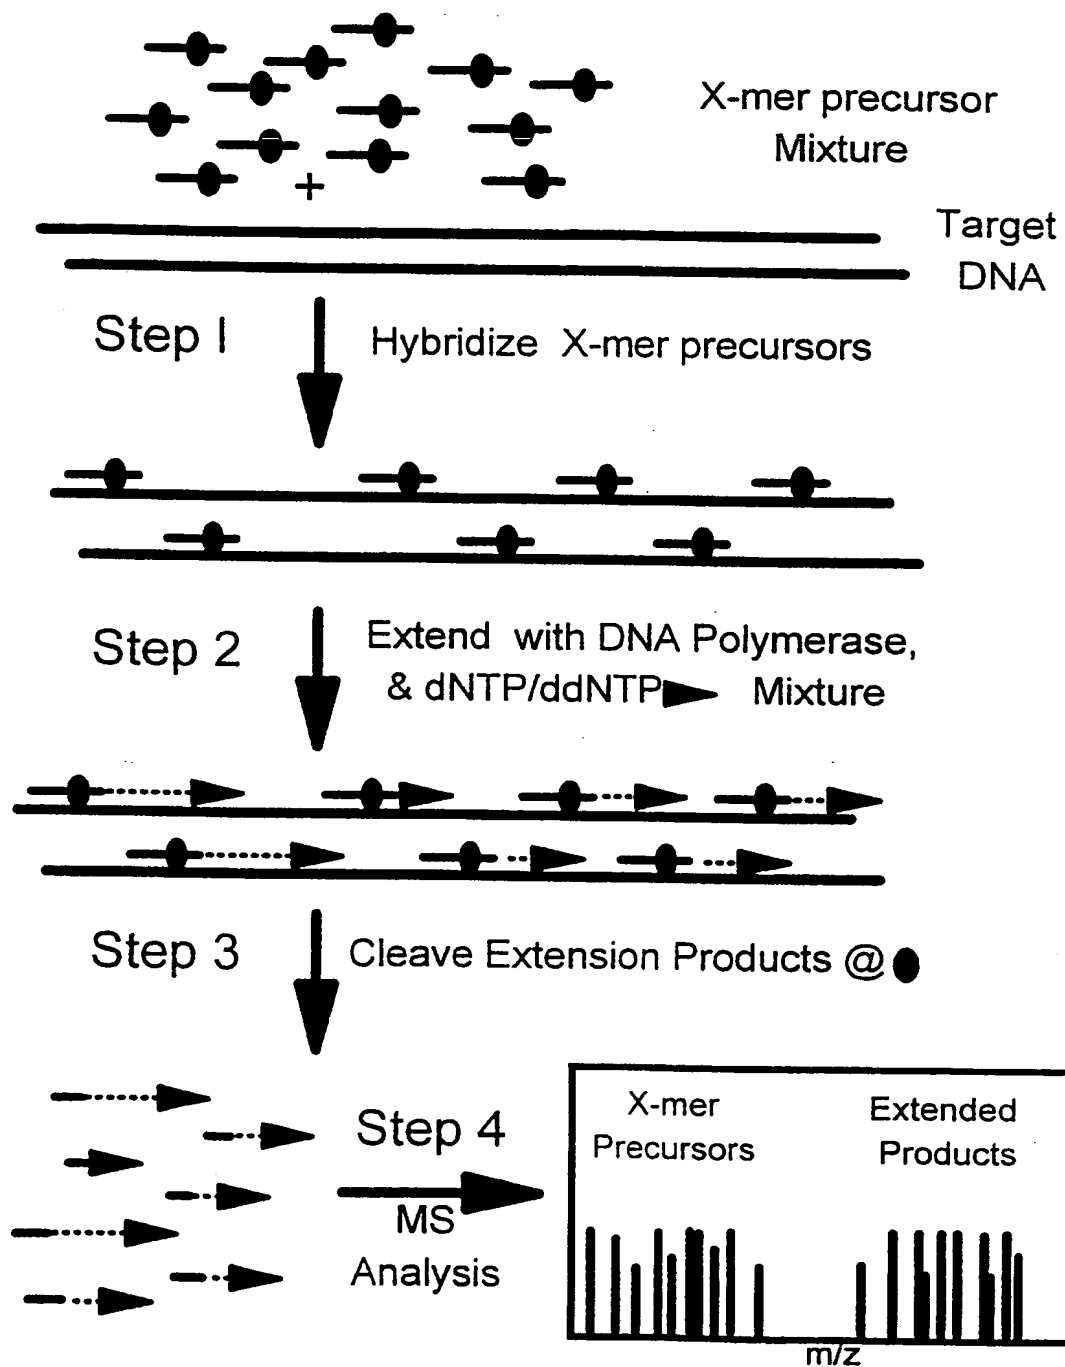 X-mer precursor
Mixture
+
Target
DNA
Step I
Hybridize X-mer precursors
Step 2
Extend with DNA Polymerase,
& dNTP/ddNTP Mixture
Step 3
Cleave Extension Products @
Step 4
MS
Analysis
X-mer
Precursors
Extended
Products
m/z